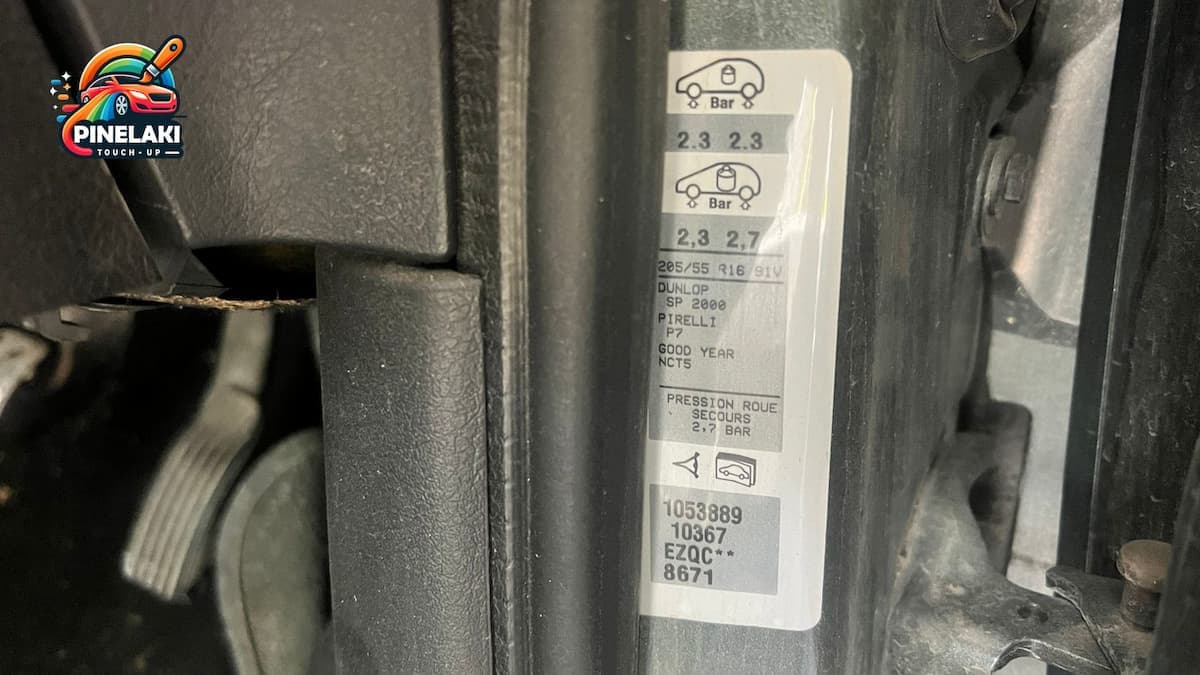 PINELAKI
TOUCH-UP
Bar
2.3 2.3
Bar
2,3 2,7
205/55 R16 91V
DUNLOP
SP 2000
PIRELLI
P7
GOOD YEAR
NCT5
PRESSION ROUE
SECOURS
2,7 BAR
1053889
10367
EZQC**
8671